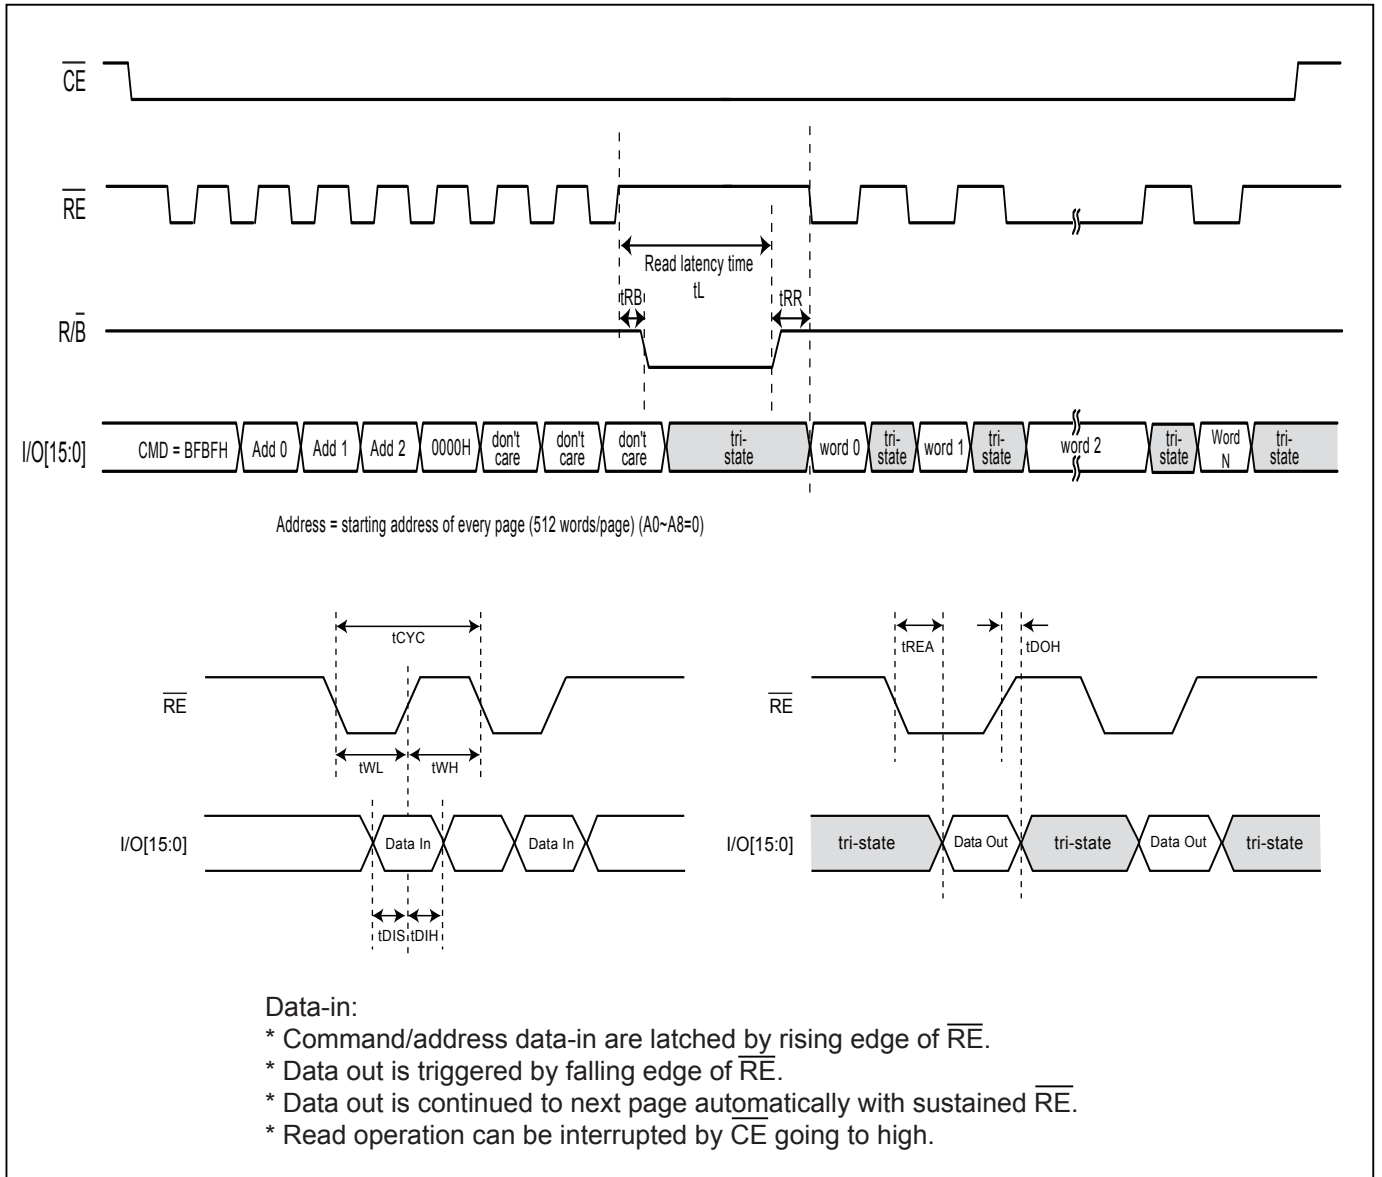 CE
RE
Read latency time
tL
tRB
tRR
R/B
I/O[15:0]
CMD = BFBFH Add 0 Add 1 Add 2 0000H don't care don't care don't care tri-state word 0 tri-state word 1 tri-state word 2 tri-state Word N tri-state
Address = starting address of every page (512 words/page) (A0~A8=0)
tCYC
RE
tWL tWH
I/O[15:0]
Data In Data In
tDIS tDIH
tREA tDOH
RE
I/O[15:0]
tri-state Data Out tri-state Data Out tri-state
Data-in:
* Command/address data-in are latched by rising edge of RE.
* Data out is triggered by falling edge of RE.
* Data out is continued to next page automatically with sustained RE.
* Read operation can be interrupted by CE going to high.